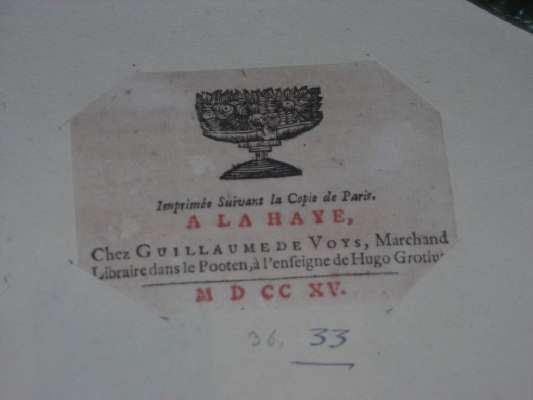 Imprimée Suivant la Copie de Paris.
A LA HAYE,
Chez GUILLAUME DE VOYS, Marchand
Libraire dans le Pooten, à l'enſeigne de Hugo Grotius
M D CC XV.
36, 33